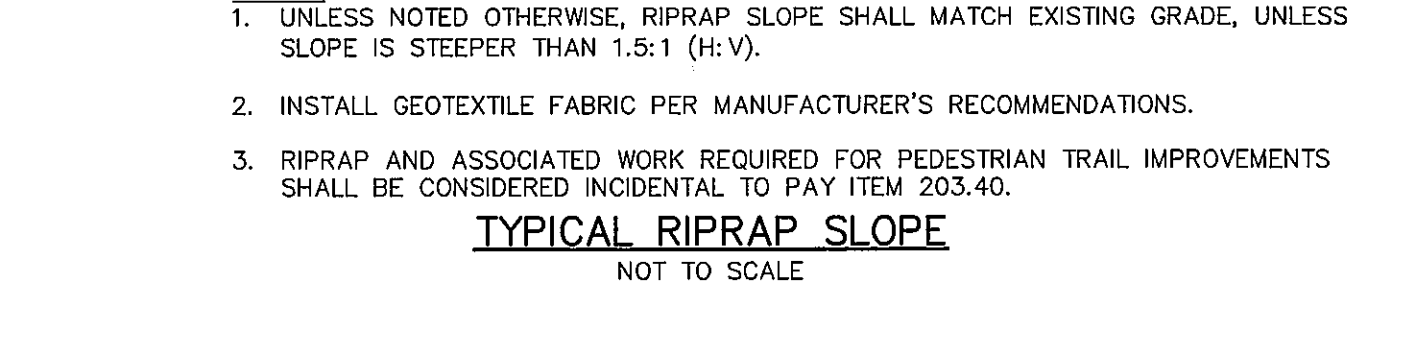 1. UNLESS NOTED OTHERWISE, RIPRAP SLOPE SHALL MATCH EXISTING GRADE, UNLESS
SLOPE IS STEEPER THAN 1.5:1 (H:V).
2. INSTALL GEOTEXTILE FABRIC PER MANUFACTURER'S RECOMMENDATIONS.
3. RIPRAP AND ASSOCIATED WORK REQUIRED FOR PEDESTRIAN TRAIL IMPROVEMENTS
SHALL BE CONSIDERED INCIDENTAL TO PAY ITEM 203.40.
TYPICAL RIPRAP SLOPE
NOT TO SCALE